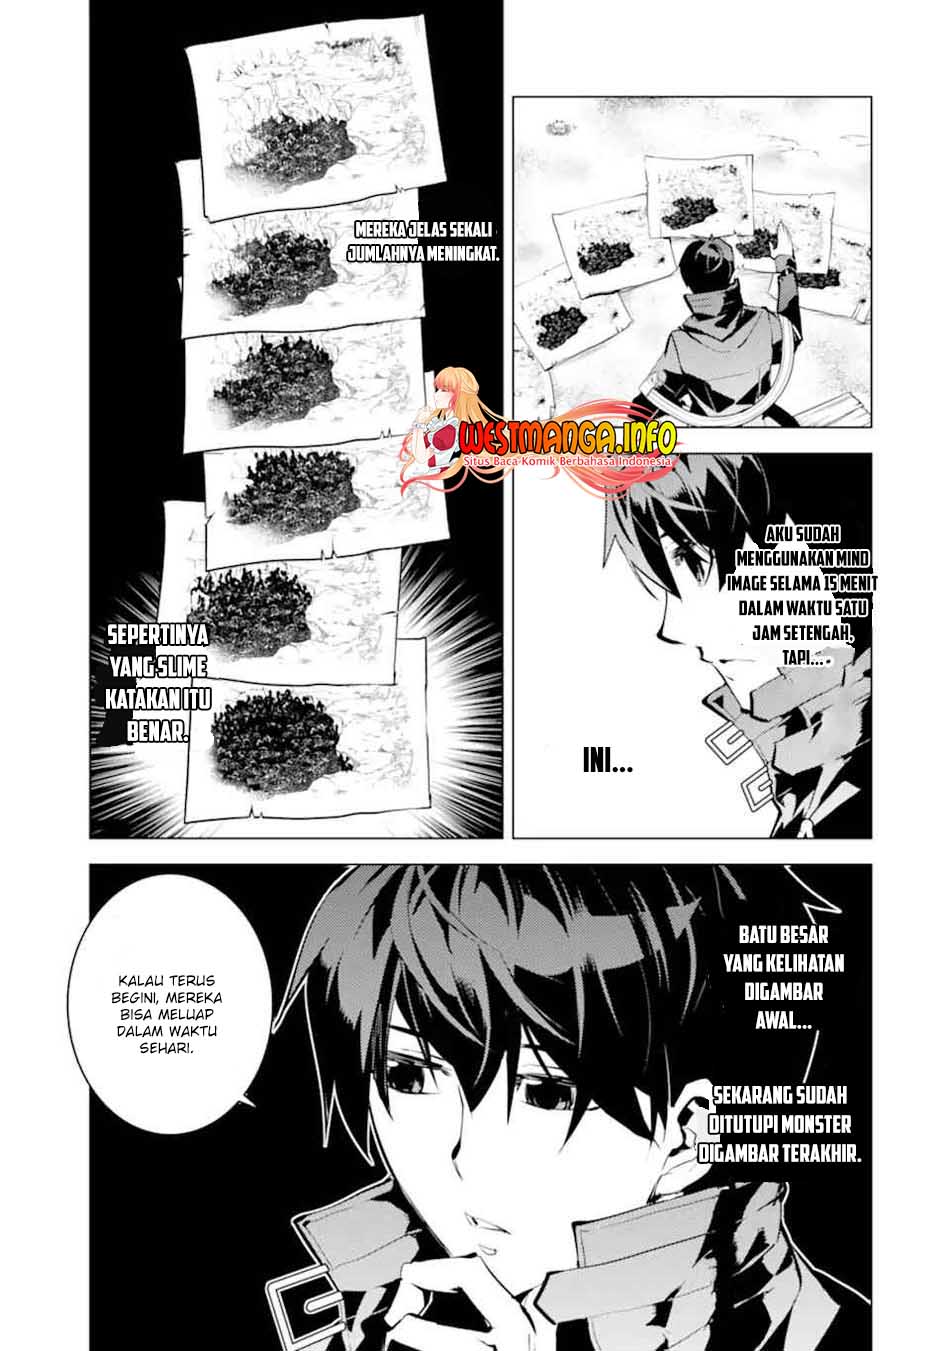 AKU SUDAH
MENGGUNAKAN MIND
IMAGE SELAMA 15 MENIT
DALAM WAKTU SATU
JAM SETENGAH,
TAPI...
INI...
MEREKA JELAS SEKALI
JUMLAHNYA MENINGKAT.
WESTMANGA.INFO
Situs Baca Komik Berbahasa Indonesia
SEPERTINYA
YANG SLIME
KATAKAN ITU
BENAR.
BATU BESAR
YANG KELIHATAN
DIGAMBAR
AWAL...
SEKARANG SUDAH
DITUTUPI MONSTER
DIGAMBAR TERAKHIR.
KALAU TERUS
BEGINI, MEREKA
BISA MELUAP
DALAM WAKTU
SEHARI.